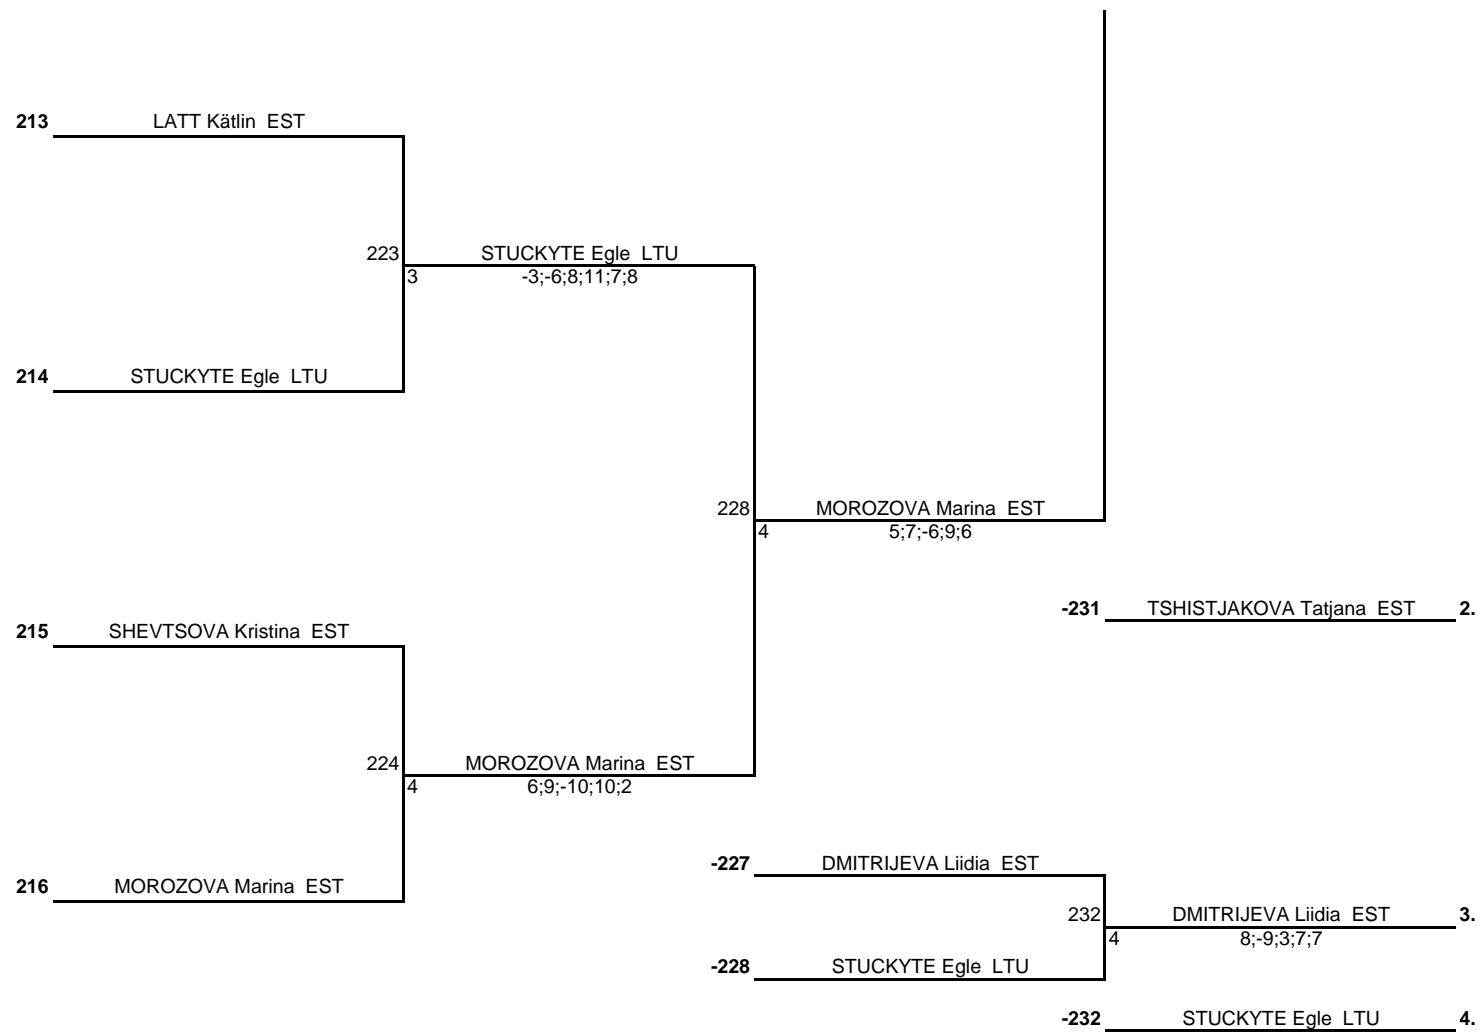 213 LATT Kätlin EST
223 STUCKYTE Egle LTU
3 -3;-6;8;11;7;8
214 STUCKYTE Egle LTU
228 MOROZOVA Marina EST
4 5;7;-6;9;6
-231 TSHISTJAKOVA Tatjana EST 2.
215 SHEVTSOVA Kristina EST
224 MOROZOVA Marina EST
4 6;9;-10;10;2
-227 DMITRIJEVA Liidia EST
216 MOROZOVA Marina EST
232 DMITRIJEVA Liidia EST 3.
4 8;-9;3;7;7
-228 STUCKYTE Egle LTU
-232 STUCKYTE Egle LTU 4.